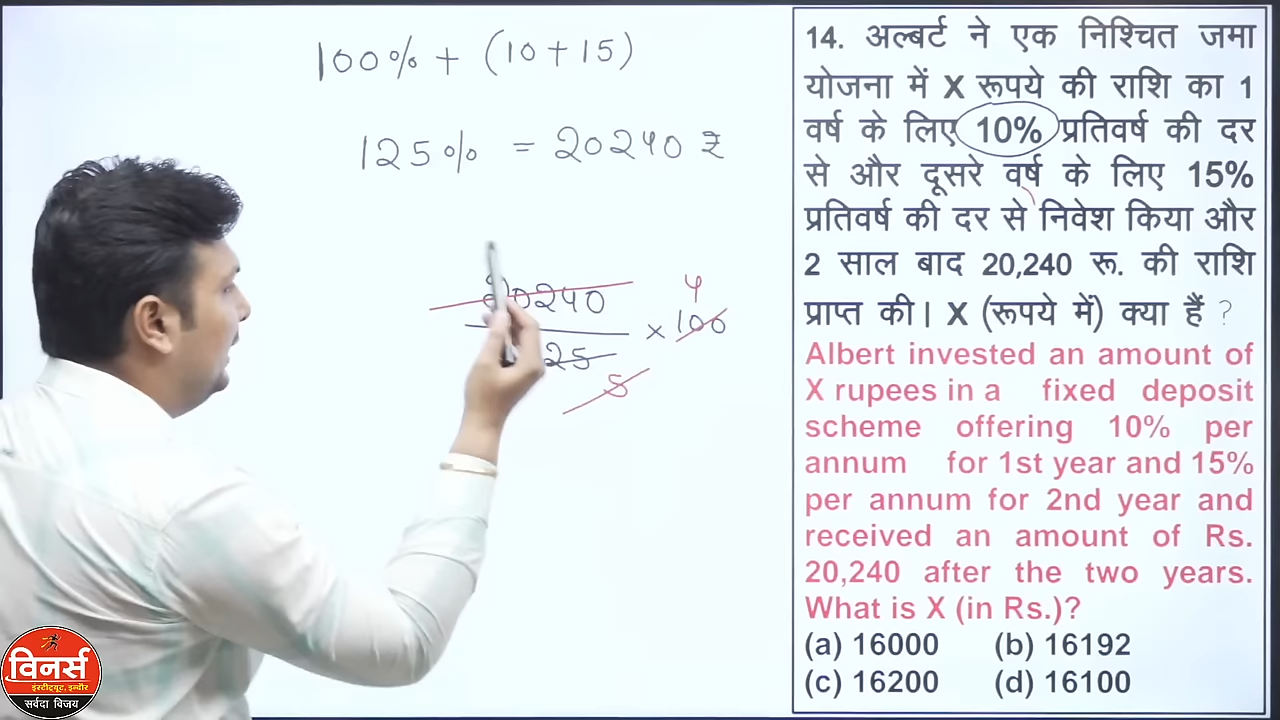 100% + (10 + 15)
125% = 20240 ₹
20240
25
× 100
4
5
14. अल्बर्ट ने एक निश्चित जमा
योजना में X रूपये की राशि का 1
वर्ष के लिए 10% प्रतिवर्ष की दर
से और दूसरे वर्ष के लिए 15%
प्रतिवर्ष की दर से निवेश किया और
2 साल बाद 20,240 रू. की राशि
प्राप्त की। X (रूपये में) क्या हैं ?
Albert invested an amount of
X rupees in a fixed deposit
scheme offering 10% per
annum for 1st year and 15%
per annum for 2nd year and
received an amount of Rs.
20,240 after the two years.
What is X (in Rs.)?
(a) 16000 (b) 16192
(c) 16200 (d) 16100
विनर्स
इंस्टीट्यूट, इन्दौर
सर्वदा विजय